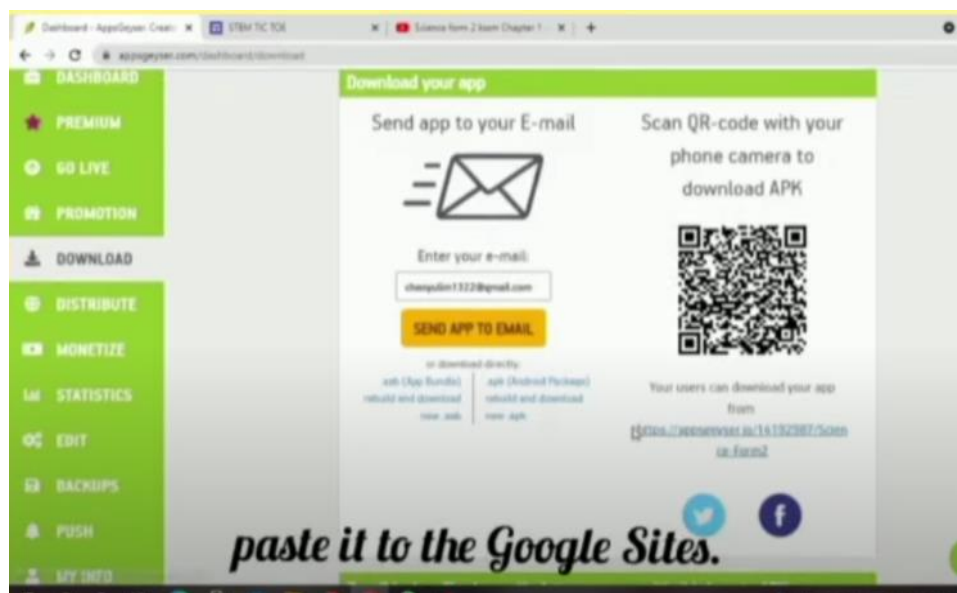 Dashboard - AppsGeyser Creat
STEM TIC TOE
Science form 2 kssm Chapter 1
appsgeyser.com/dashboard/download
DASHBOARD
PREMIUM
GO LIVE
PROMOTION
DOWNLOAD
DISTRIBUTE
MONETIZE
STATISTICS
EDIT
BACKUPS
PUSH
MY INFO
Download your app
Send app to your E-mail
Enter your e-mail:
SEND APP TO EMAIL
or download directly:
.aab (App Bundle)
rebuild and download
new .aab
.apk (Android Package)
rebuild and download
new .apk
Scan QR-code with your
phone camera to
download APK
Your users can download your app
from
paste it to the Google Sites.